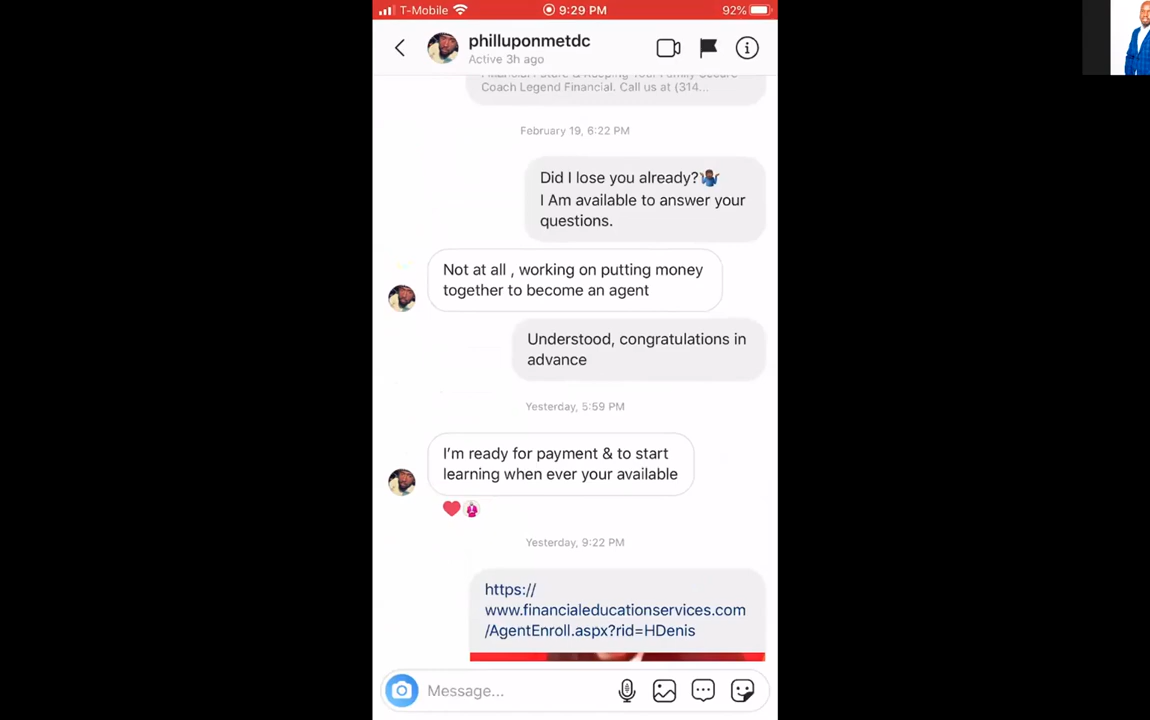 T-Mobile 9:29 PM 92%
philluponmetdc
Active 3h ago
Financial Future & Keeping Your Family Secure
Coach Legend Financial. Call us at (314...
February 19, 6:22 PM
Did I lose you already?🤷🏾‍♂️
I Am available to answer your
questions.
Not at all , working on putting money
together to become an agent
Understood, congratulations in
advance
Yesterday, 5:59 PM
I'm ready for payment & to start
learning when ever your available
Yesterday, 9:22 PM
https://
www.financialeducationservices.com
/AgentEnroll.aspx?rid=HDenis
Message...